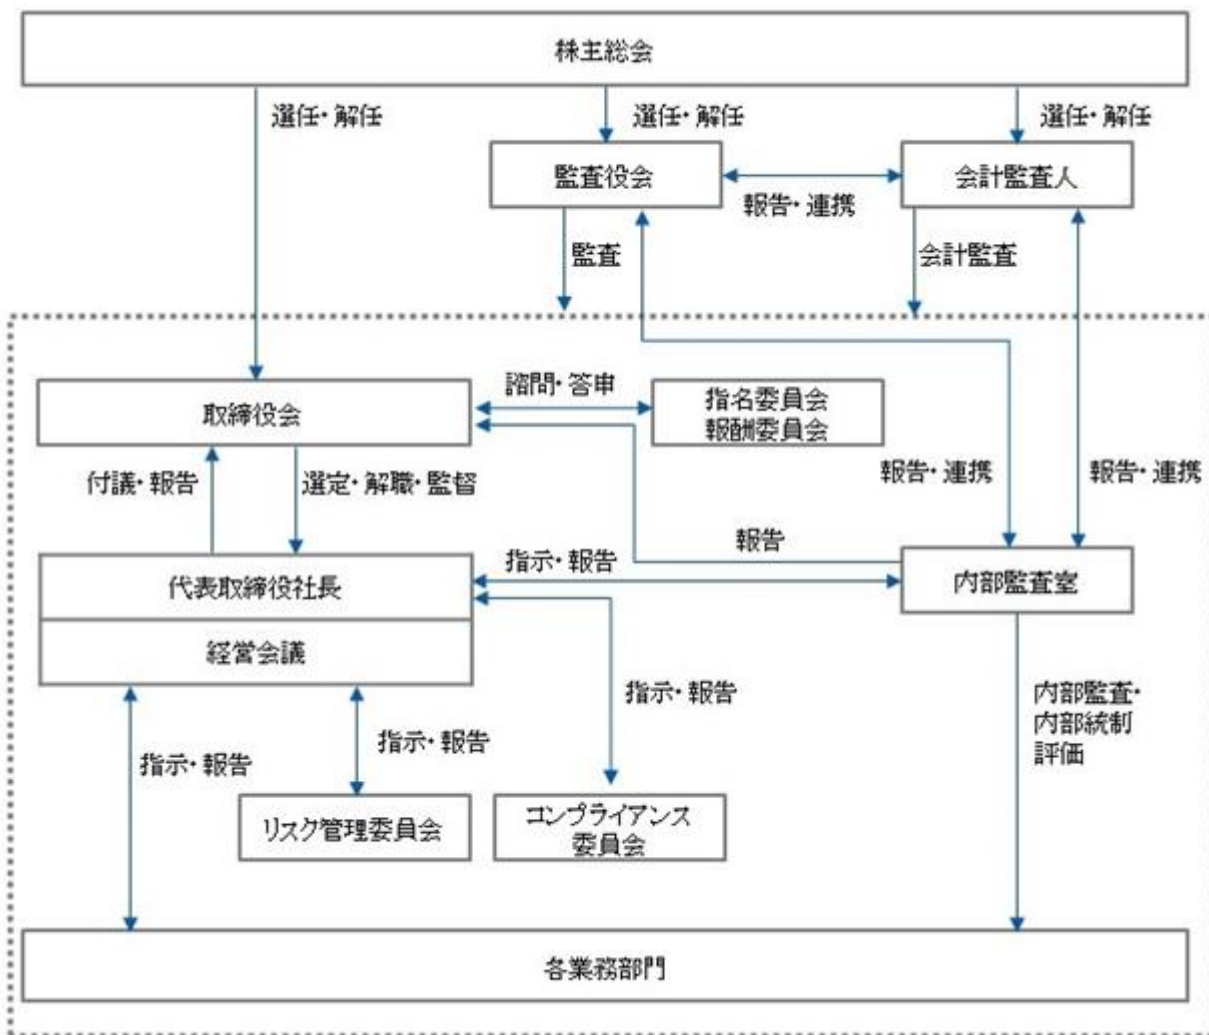 株主総会
選任・解任
選任・解任
選任・解任
監査役会
会計監査人
報告・連携
監査
会計監査
諮問・答申
取締役会
指名委員会
報酬委員会
付議・報告
選定・解職・監督
報告・連携
報告・連携
報告
指示・報告
代表取締役社長
内部監査室
経営会議
指示・報告
内部監査・
内部統制
評価
指示・報告
指示・報告
リスク管理委員会
コンプライアンス
委員会
各業務部門